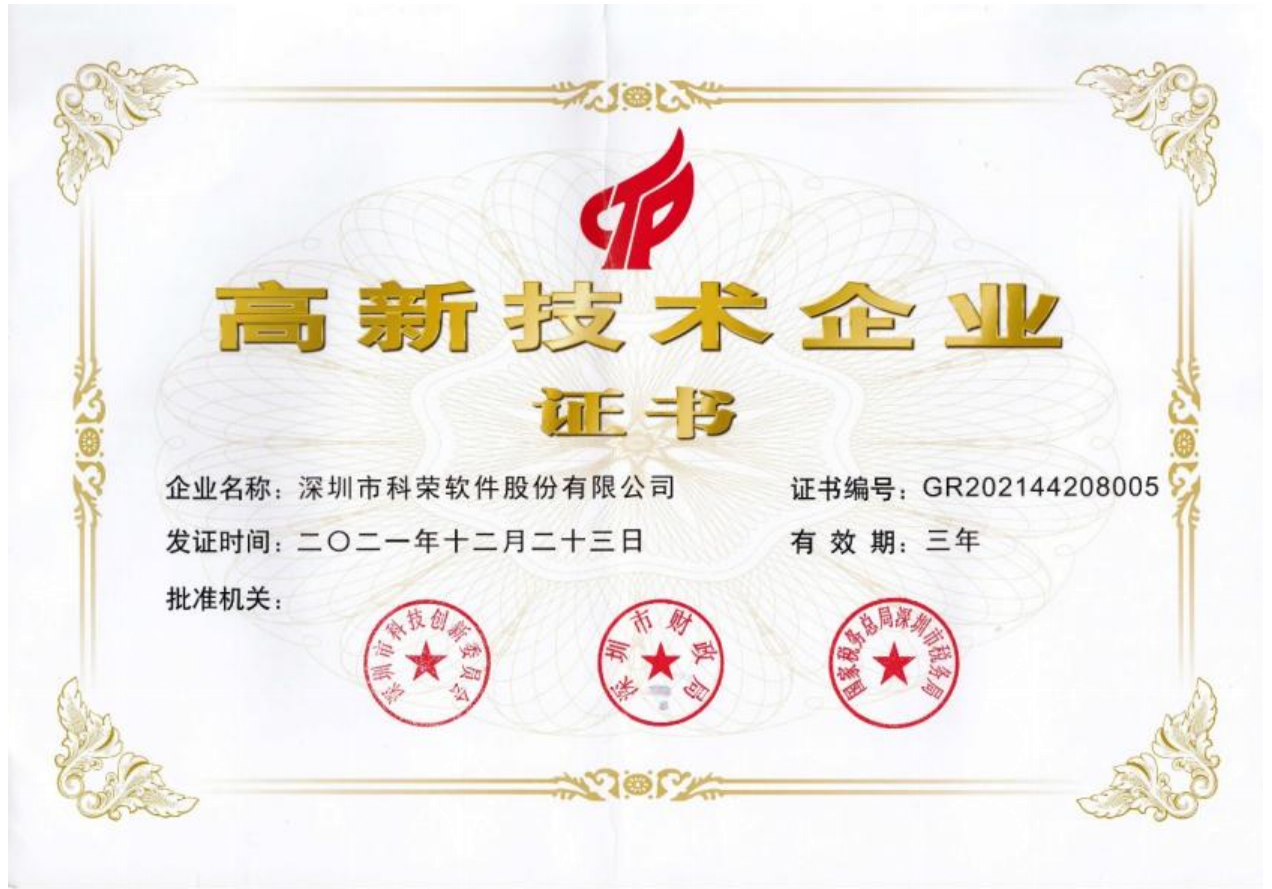 高新技术企业
证书
企业名称：深圳市科荣软件股份有限公司
证书编号：GR202144208005
发证时间：二〇二一年十二月二十三日
有效期：三年
批准机关：
深圳市科技创新委员会
深圳市财政局
国家税务总局深圳市税务局